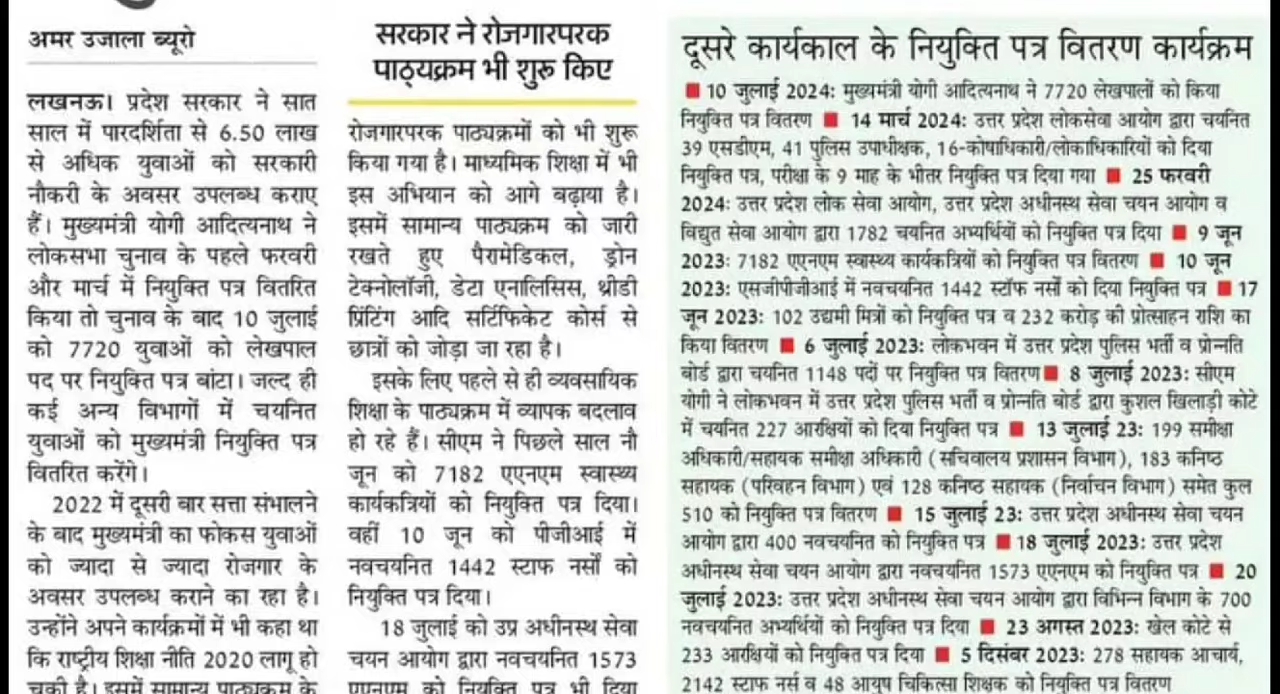 अमर उजाला ब्यूरो
लखनऊ। प्रदेश सरकार ने सात
साल में पारदर्शिता से 6.50 लाख
से अधिक युवाओं को सरकारी
नौकरी के अवसर उपलब्ध कराए
हैं। मुख्यमंत्री योगी आदित्यनाथ ने
लोकसभा चुनाव के पहले फरवरी
और मार्च में नियुक्ति पत्र वितरित
किया तो चुनाव के बाद 10 जुलाई
को 7720 युवाओं को लेखपाल
पद पर नियुक्ति पत्र बांटा। जल्द ही
कई अन्य विभागों में चयनित
युवाओं को मुख्यमंत्री नियुक्ति पत्र
वितरित करेंगे।
2022 में दूसरी बार सत्ता संभालने
के बाद मुख्यमंत्री का फोकस युवाओं
को ज्यादा से ज्यादा रोजगार के
अवसर उपलब्ध कराने का रहा है।
उन्होंने अपने कार्यक्रमों में भी कहा था
कि राष्ट्रीय शिक्षा नीति 2020 लागू हो
चुकी है। इसमें सामान्य पाठ्यक्रम के
सरकार ने रोजगारपरक
पाठ्यक्रम भी शुरू किए
रोजगारपरक पाठ्यक्रमों को भी शुरू
किया गया है। माध्यमिक शिक्षा में भी
इस अभियान को आगे बढ़ाया है।
इसमें सामान्य पाठ्यक्रम को जारी
रखते हुए पैरामेडिकल, ड्रोन
टेक्नोलॉजी, डेटा एनालिसिस, थ्रीडी
प्रिंटिंग आदि सर्टिफिकेट कोर्स से
छात्रों को जोड़ा जा रहा है।
इसके लिए पहले से ही व्यवसायिक
शिक्षा के पाठ्यक्रम में व्यापक बदलाव
हो रहे हैं। सीएम ने पिछले साल नौ
जून को 7182 एएनएम स्वास्थ्य
कार्यकत्रियों को नियुक्ति पत्र दिया।
वहीं 10 जून को पीजीआई में
नवचयनित 1442 स्टाफ नर्सों को
नियुक्ति पत्र दिया।
18 जुलाई को उप्र अधीनस्थ सेवा
चयन आयोग द्वारा नवचयनित 1573
एएनएम को नियुक्ति पत्र भी दिया
दूसरे कार्यकाल के नियुक्ति पत्र वितरण कार्यक्रम
■ 10 जुलाई 2024: मुख्यमंत्री योगी आदित्यनाथ ने 7720 लेखपालों को किया
नियुक्ति पत्र वितरण ■ 14 मार्च 2024: उत्तर प्रदेश लोकसेवा आयोग द्वारा चयनित
39 एसडीएम, 41 पुलिस उपाधीक्षक, 16-कोषाधिकारी/लोकाधिकारियों को दिया
नियुक्ति पत्र, परीक्षा के 9 माह के भीतर नियुक्ति पत्र दिया गया ■ 25 फरवरी
2024: उत्तर प्रदेश लोक सेवा आयोग, उत्तर प्रदेश अधीनस्थ सेवा चयन आयोग व
विद्युत सेवा आयोग द्वारा 1782 चयनित अभ्यर्थियों को नियुक्ति पत्र दिया ■ 9 जून
2023: 7182 एएनएम स्वास्थ्य कार्यकत्रियों को नियुक्ति पत्र वितरण ■ 10 जून
2023: एसजीपीजीआई में नवचयनित 1442 स्टॉफ नर्सों को दिया नियुक्ति पत्र ■ 17
जून 2023: 102 उद्यमी मित्रों को नियुक्ति पत्र व 232 करोड़ की प्रोत्साहन राशि का
किया वितरण ■ 6 जुलाई 2023: लोकभवन में उत्तर प्रदेश पुलिस भर्ती व प्रोन्नति
बोर्ड द्वारा चयनित 1148 पदों पर नियुक्ति पत्र वितरण ■ 8 जुलाई 2023: सीएम
योगी ने लोकभवन में उत्तर प्रदेश पुलिस भर्ती व प्रोन्नति बोर्ड द्वारा कुशल खिलाड़ी कोटे
में चयनित 227 आरक्षियों को दिया नियुक्ति पत्र ■ 13 जुलाई 23: 199 समीक्षा
अधिकारी/सहायक समीक्षा अधिकारी (सचिवालय प्रशासन विभाग), 183 कनिष्ठ
सहायक (परिवहन विभाग) एवं 128 कनिष्ठ सहायक (निर्वाचन विभाग) समेत कुल
510 को नियुक्ति पत्र वितरण ■ 15 जुलाई 23: उत्तर प्रदेश अधीनस्थ सेवा चयन
आयोग द्वारा 400 नवचयनित को नियुक्ति पत्र ■ 18 जुलाई 2023: उत्तर प्रदेश
अधीनस्थ सेवा चयन आयोग द्वारा नवचयनित 1573 एएनएम को नियुक्ति पत्र ■ 20
जुलाई 2023: उत्तर प्रदेश अधीनस्थ सेवा चयन आयोग द्वारा विभिन्न विभाग के 700
नवचयनित अभ्यर्थियों को नियुक्ति पत्र दिया ■ 23 अगस्त 2023: खेल कोटे से
233 आरक्षियों को नियुक्ति पत्र दिया ■ 5 दिसंबर 2023: 278 सहायक आचार्य,
2142 स्टाफ नर्स व 48 आयुष चिकित्सा शिक्षक को नियुक्ति पत्र वितरण